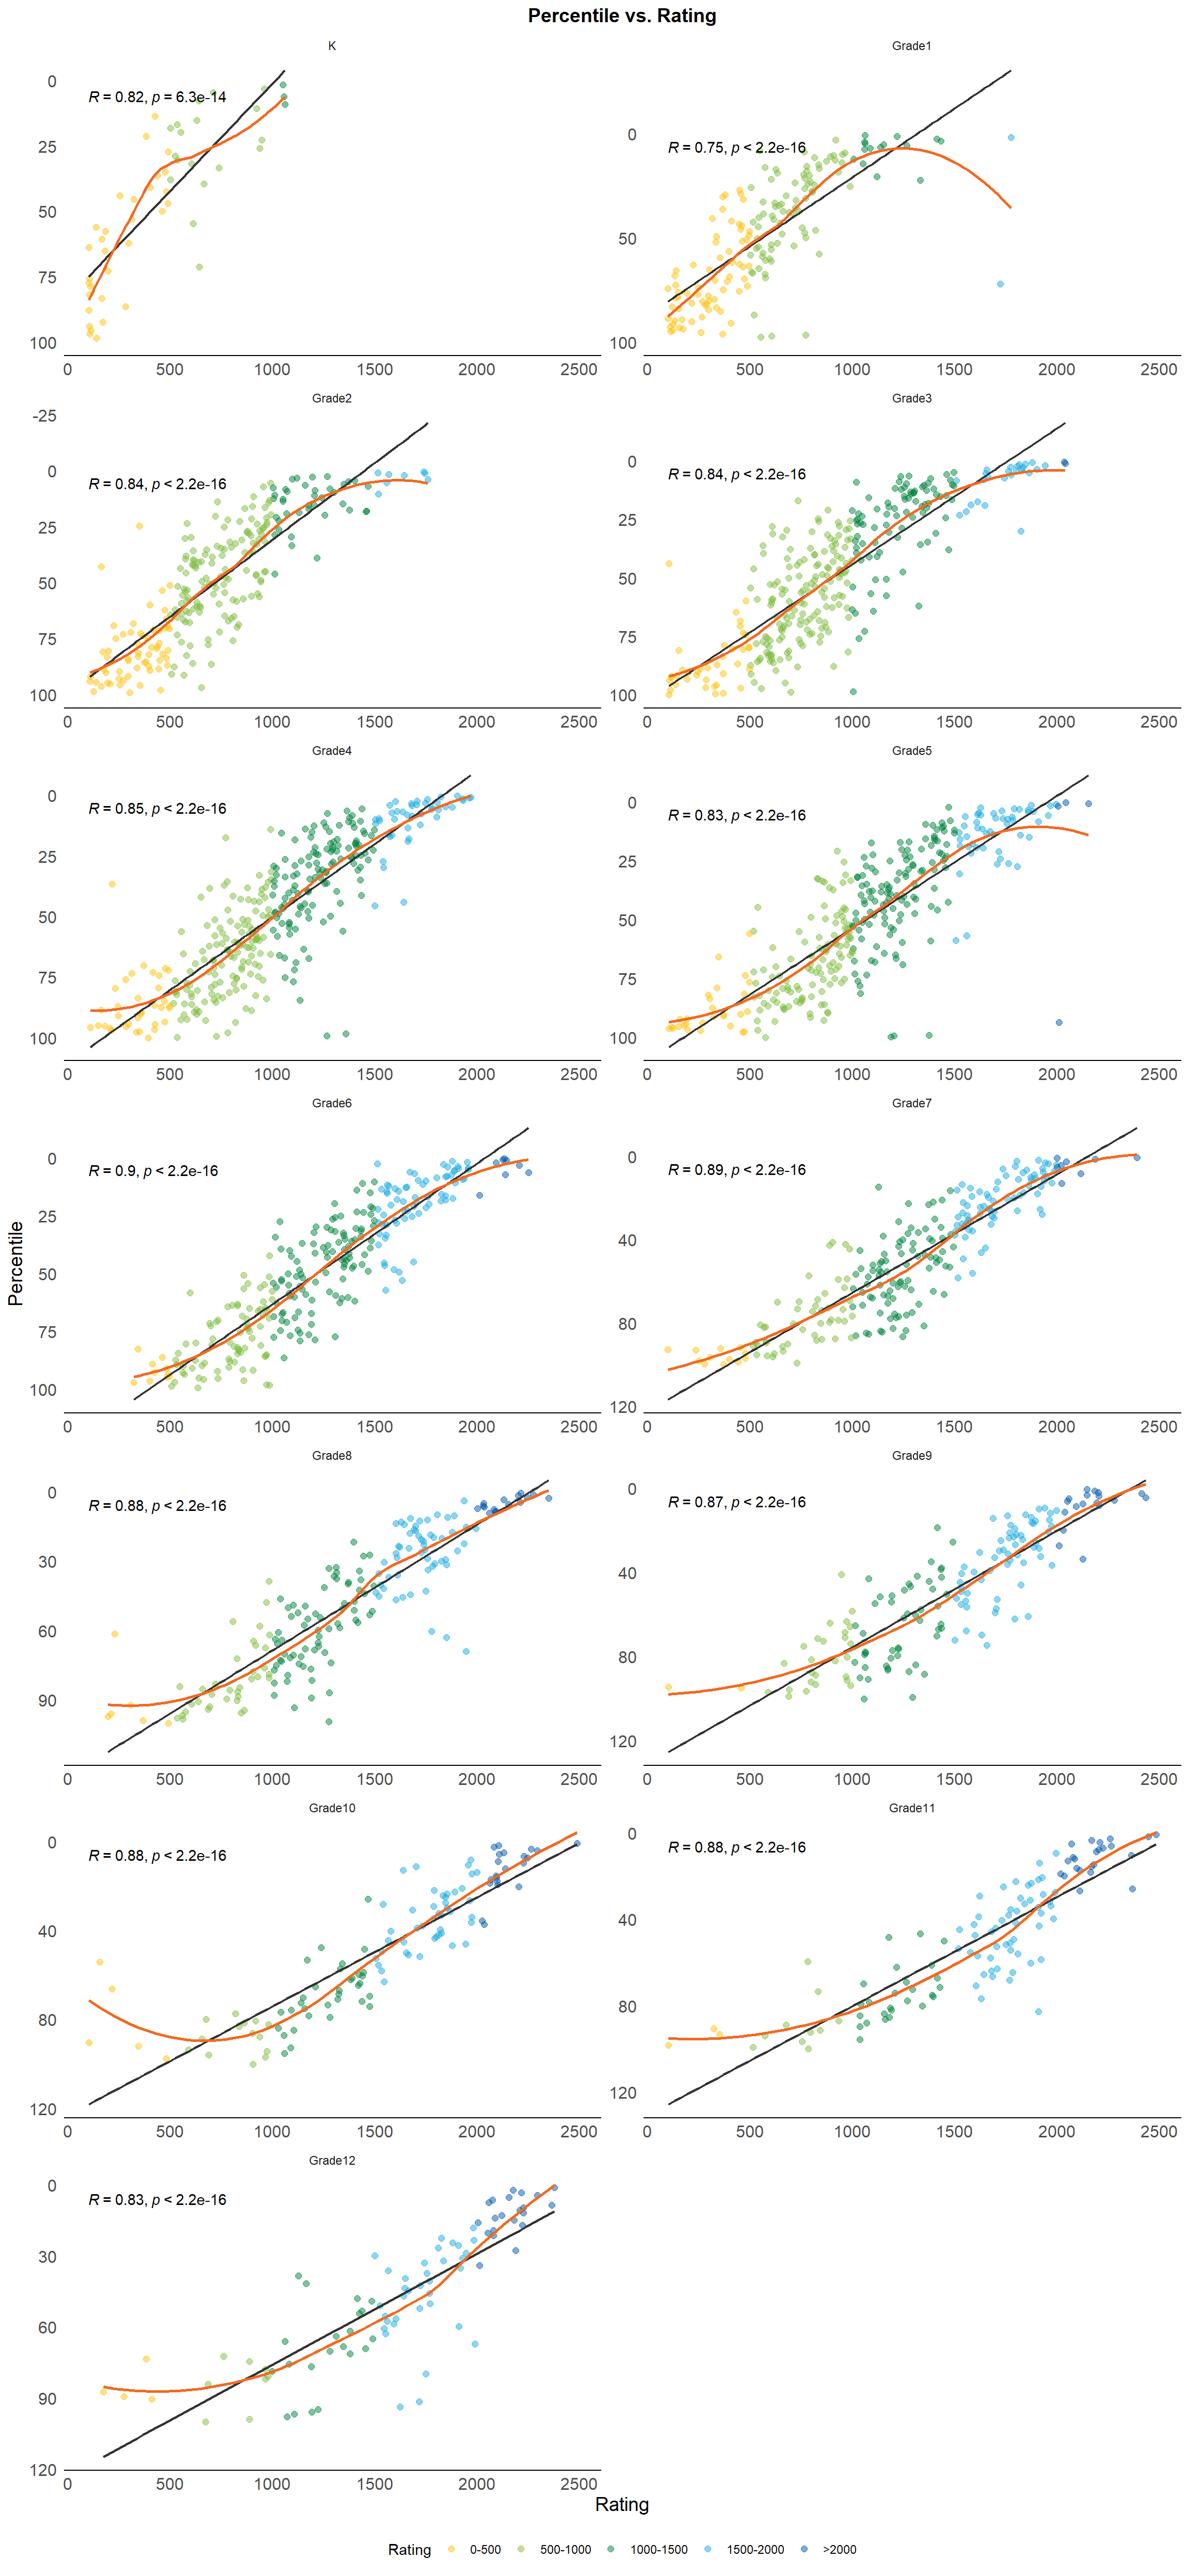 Percentile vs. Rating
K
Grade1
R = 0.82, p = 6.3e-14
R = 0.75, p < 2.2e-16
0
25
50
75
100
0
50
100
0 500 1000 1500 2000 2500
0 500 1000 1500 2000 2500
Grade2
Grade3
R = 0.84, p < 2.2e-16
R = 0.84, p < 2.2e-16
-25
0
25
50
75
100
0
25
50
75
100
0 500 1000 1500 2000 2500
0 500 1000 1500 2000 2500
Grade4
Grade5
R = 0.85, p < 2.2e-16
R = 0.83, p < 2.2e-16
0
25
50
75
100
0
25
50
75
100
0 500 1000 1500 2000 2500
0 500 1000 1500 2000 2500
Grade6
Grade7
R = 0.9, p < 2.2e-16
R = 0.89, p < 2.2e-16
0
25
50
75
100
0
40
80
120
0 500 1000 1500 2000 2500
0 500 1000 1500 2000 2500
Percentile
Grade8
Grade9
R = 0.88, p < 2.2e-16
R = 0.87, p < 2.2e-16
0
30
60
90
0
40
80
120
0 500 1000 1500 2000 2500
0 500 1000 1500 2000 2500
Grade10
Grade11
R = 0.88, p < 2.2e-16
R = 0.88, p < 2.2e-16
0
40
80
120
0
40
80
120
0 500 1000 1500 2000 2500
0 500 1000 1500 2000 2500
Grade12
R = 0.83, p < 2.2e-16
0
30
60
90
120
0 500 1000 1500 2000 2500
Rating
Rating 0-500 500-1000 1000-1500 1500-2000 >2000